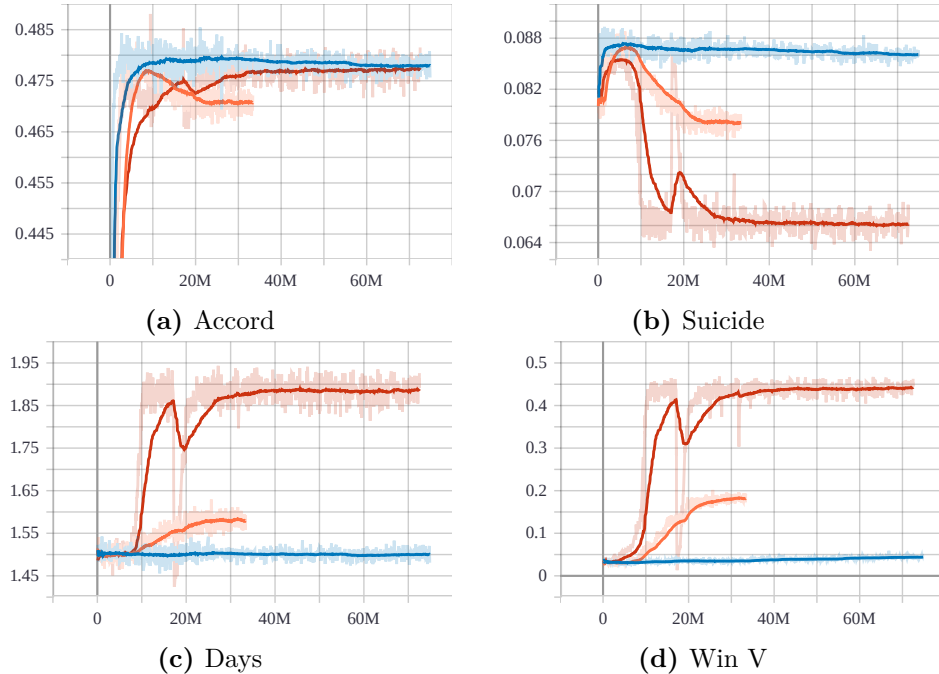 0.485
0.475
0.465
0.455
0.445
0 20M 40M 60M
(a) Accord
0.088
0.082
0.076
0.07
0.064
0 20M 40M 60M
(b) Suicide
1.95
1.85
1.75
1.65
1.55
1.45
0 20M 40M 60M
(c) Days
0.5
0.4
0.3
0.2
0.1
0
0 20M 40M 60M
(d) Win V